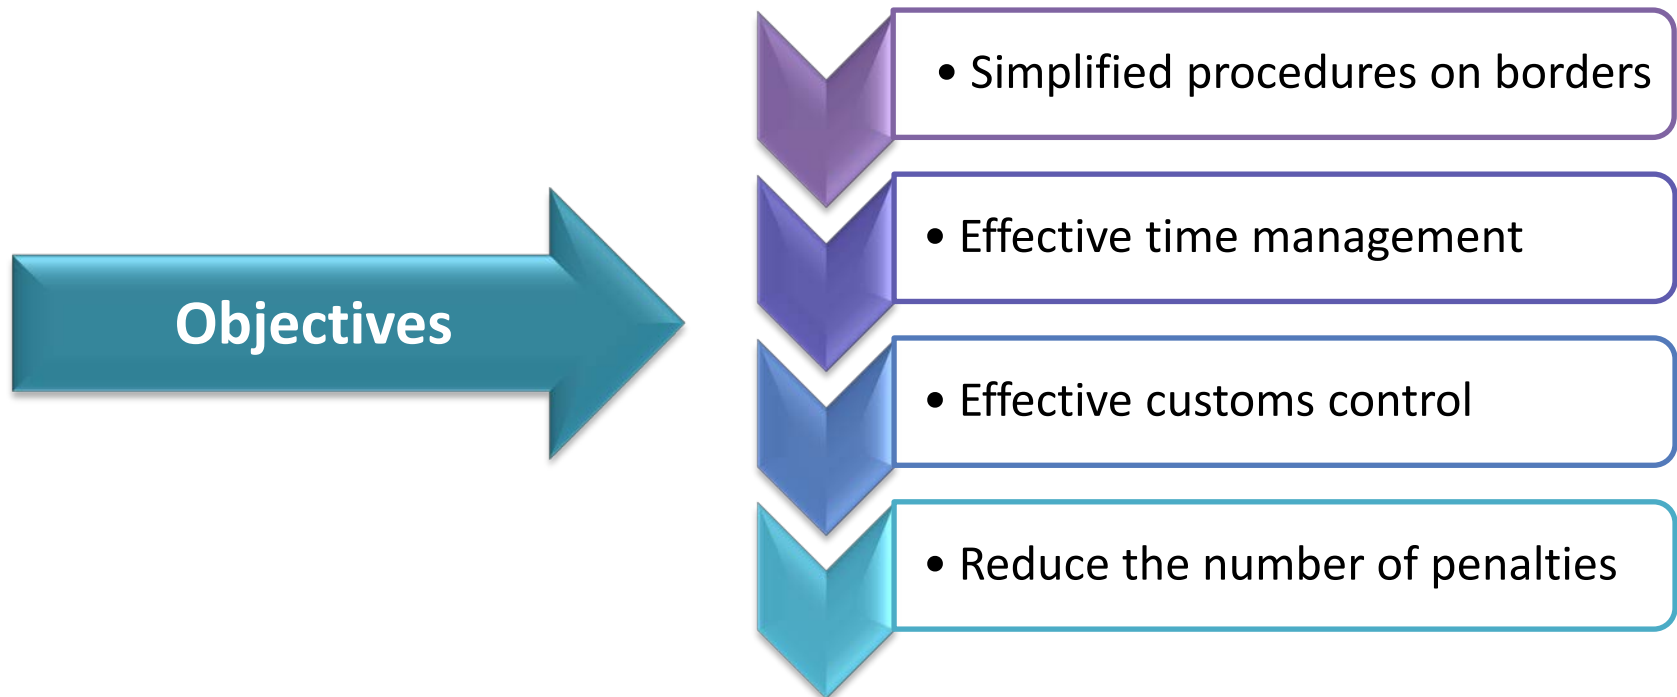 Objectives
• Simplified procedures on borders
• Effective time management
• Effective customs control
• Reduce the number of penalties